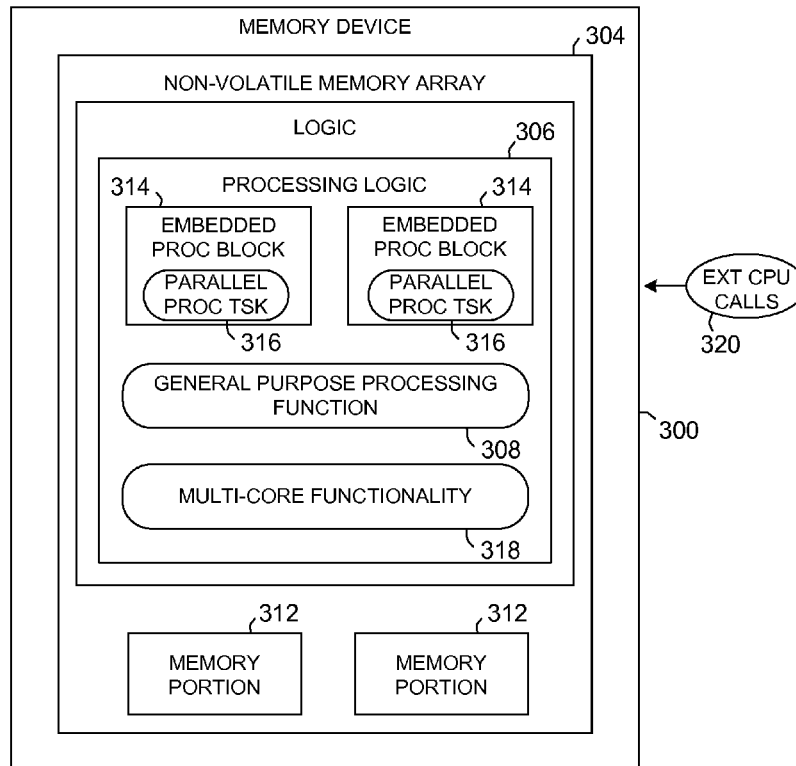 MEMORY DEVICE
304
NON-VOLATILE MEMORY ARRAY
LOGIC
306
PROCESSING LOGIC
314
314
EMBEDDED
PROC BLOCK
EMBEDDED
PROC BLOCK
PARALLEL
PROC TSK
PARALLEL
PROC TSK
316
316
EXT CPU
CALLS
320
GENERAL PURPOSE PROCESSING
FUNCTION
308
300
MULTI-CORE FUNCTIONALITY
318
312
312
MEMORY
PORTION
MEMORY
PORTION